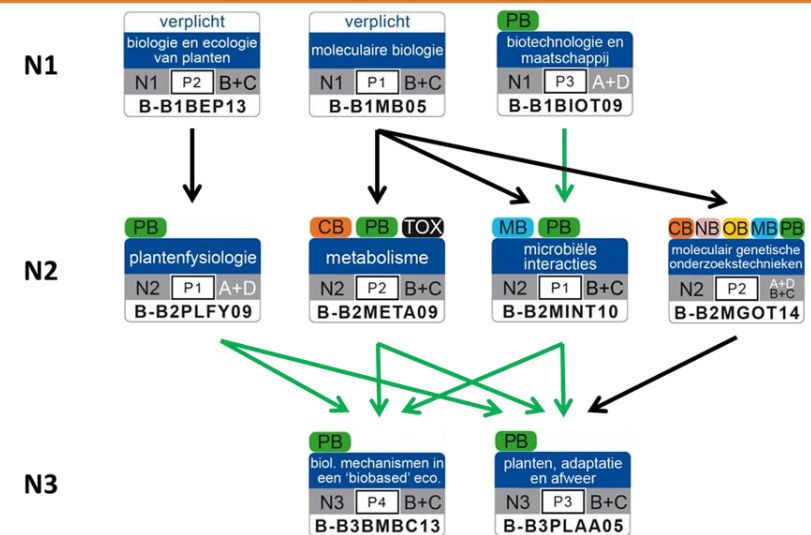 N1
verplicht
biologie en ecologie
van planten
N1 P2 B+C
B-B1BEP13
verplicht
moleculaire biologie
N1 P1 B+C
B-B1MB05
PB
biotechnologie en
maatschappij
N1 P3 A+D
B-B1BIOT09
N2
PB
plantenfysiologie
N2 P1 A+D
B-B2PLFY09
CB PB TOX
metabolisme
N2 P2 B+C
B-B2META09
MB PB
microbiële
interacties
N2 P1 B+C
B-B2MINT10
CB NB OB MB PB
moleculair genetische
onderzoekstechnieken
N2 P2 A+D
B+C
B-B2MGOT14
N3
PB
biol. mechanismen in
een 'biobased' eco.
N3 P4 B+C
B-B3BMBC13
PB
planten, adaptatie
en afweer
N3 P3 B+C
B-B3PLAA05